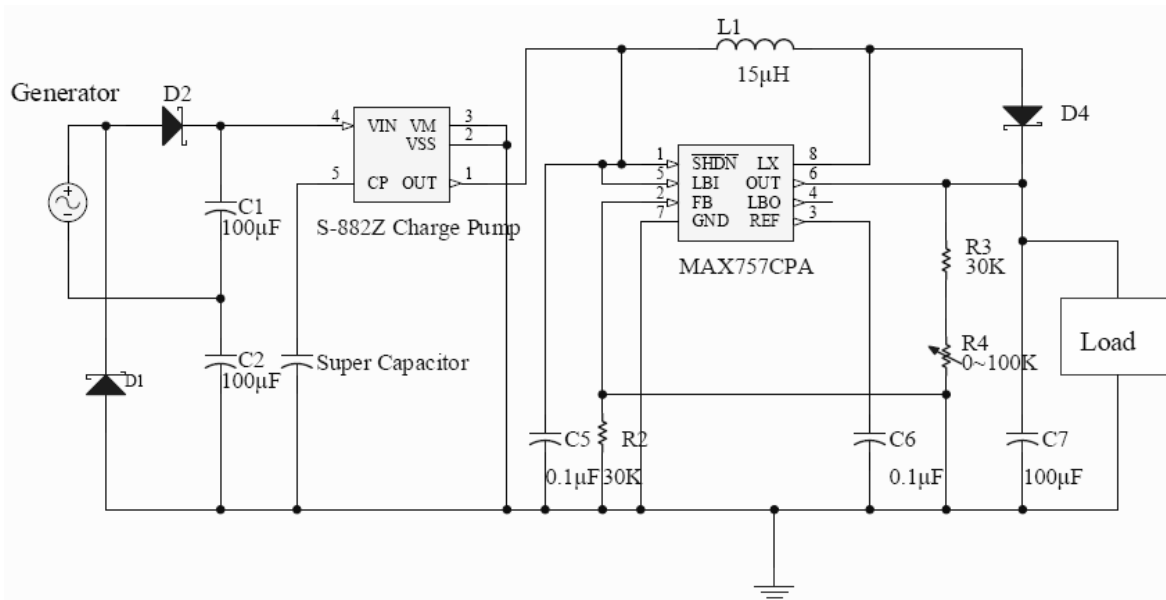 L1
15μH
Generator
D2
D4
4
VIN
VM
3
VSS
2
5
CP
OUT
1
S-882Z Charge Pump
1
SHDN
LX
8
5
LBI
OUT
6
2
FB
LBO
4
7
GND
REF
3
MAX757CPA
C1
100μF
R3
30K
C2
100μF
Super Capacitor
D1
R4
0~100K
Load
C5
0.1μF
R2
30K
C6
0.1μF
C7
100μF